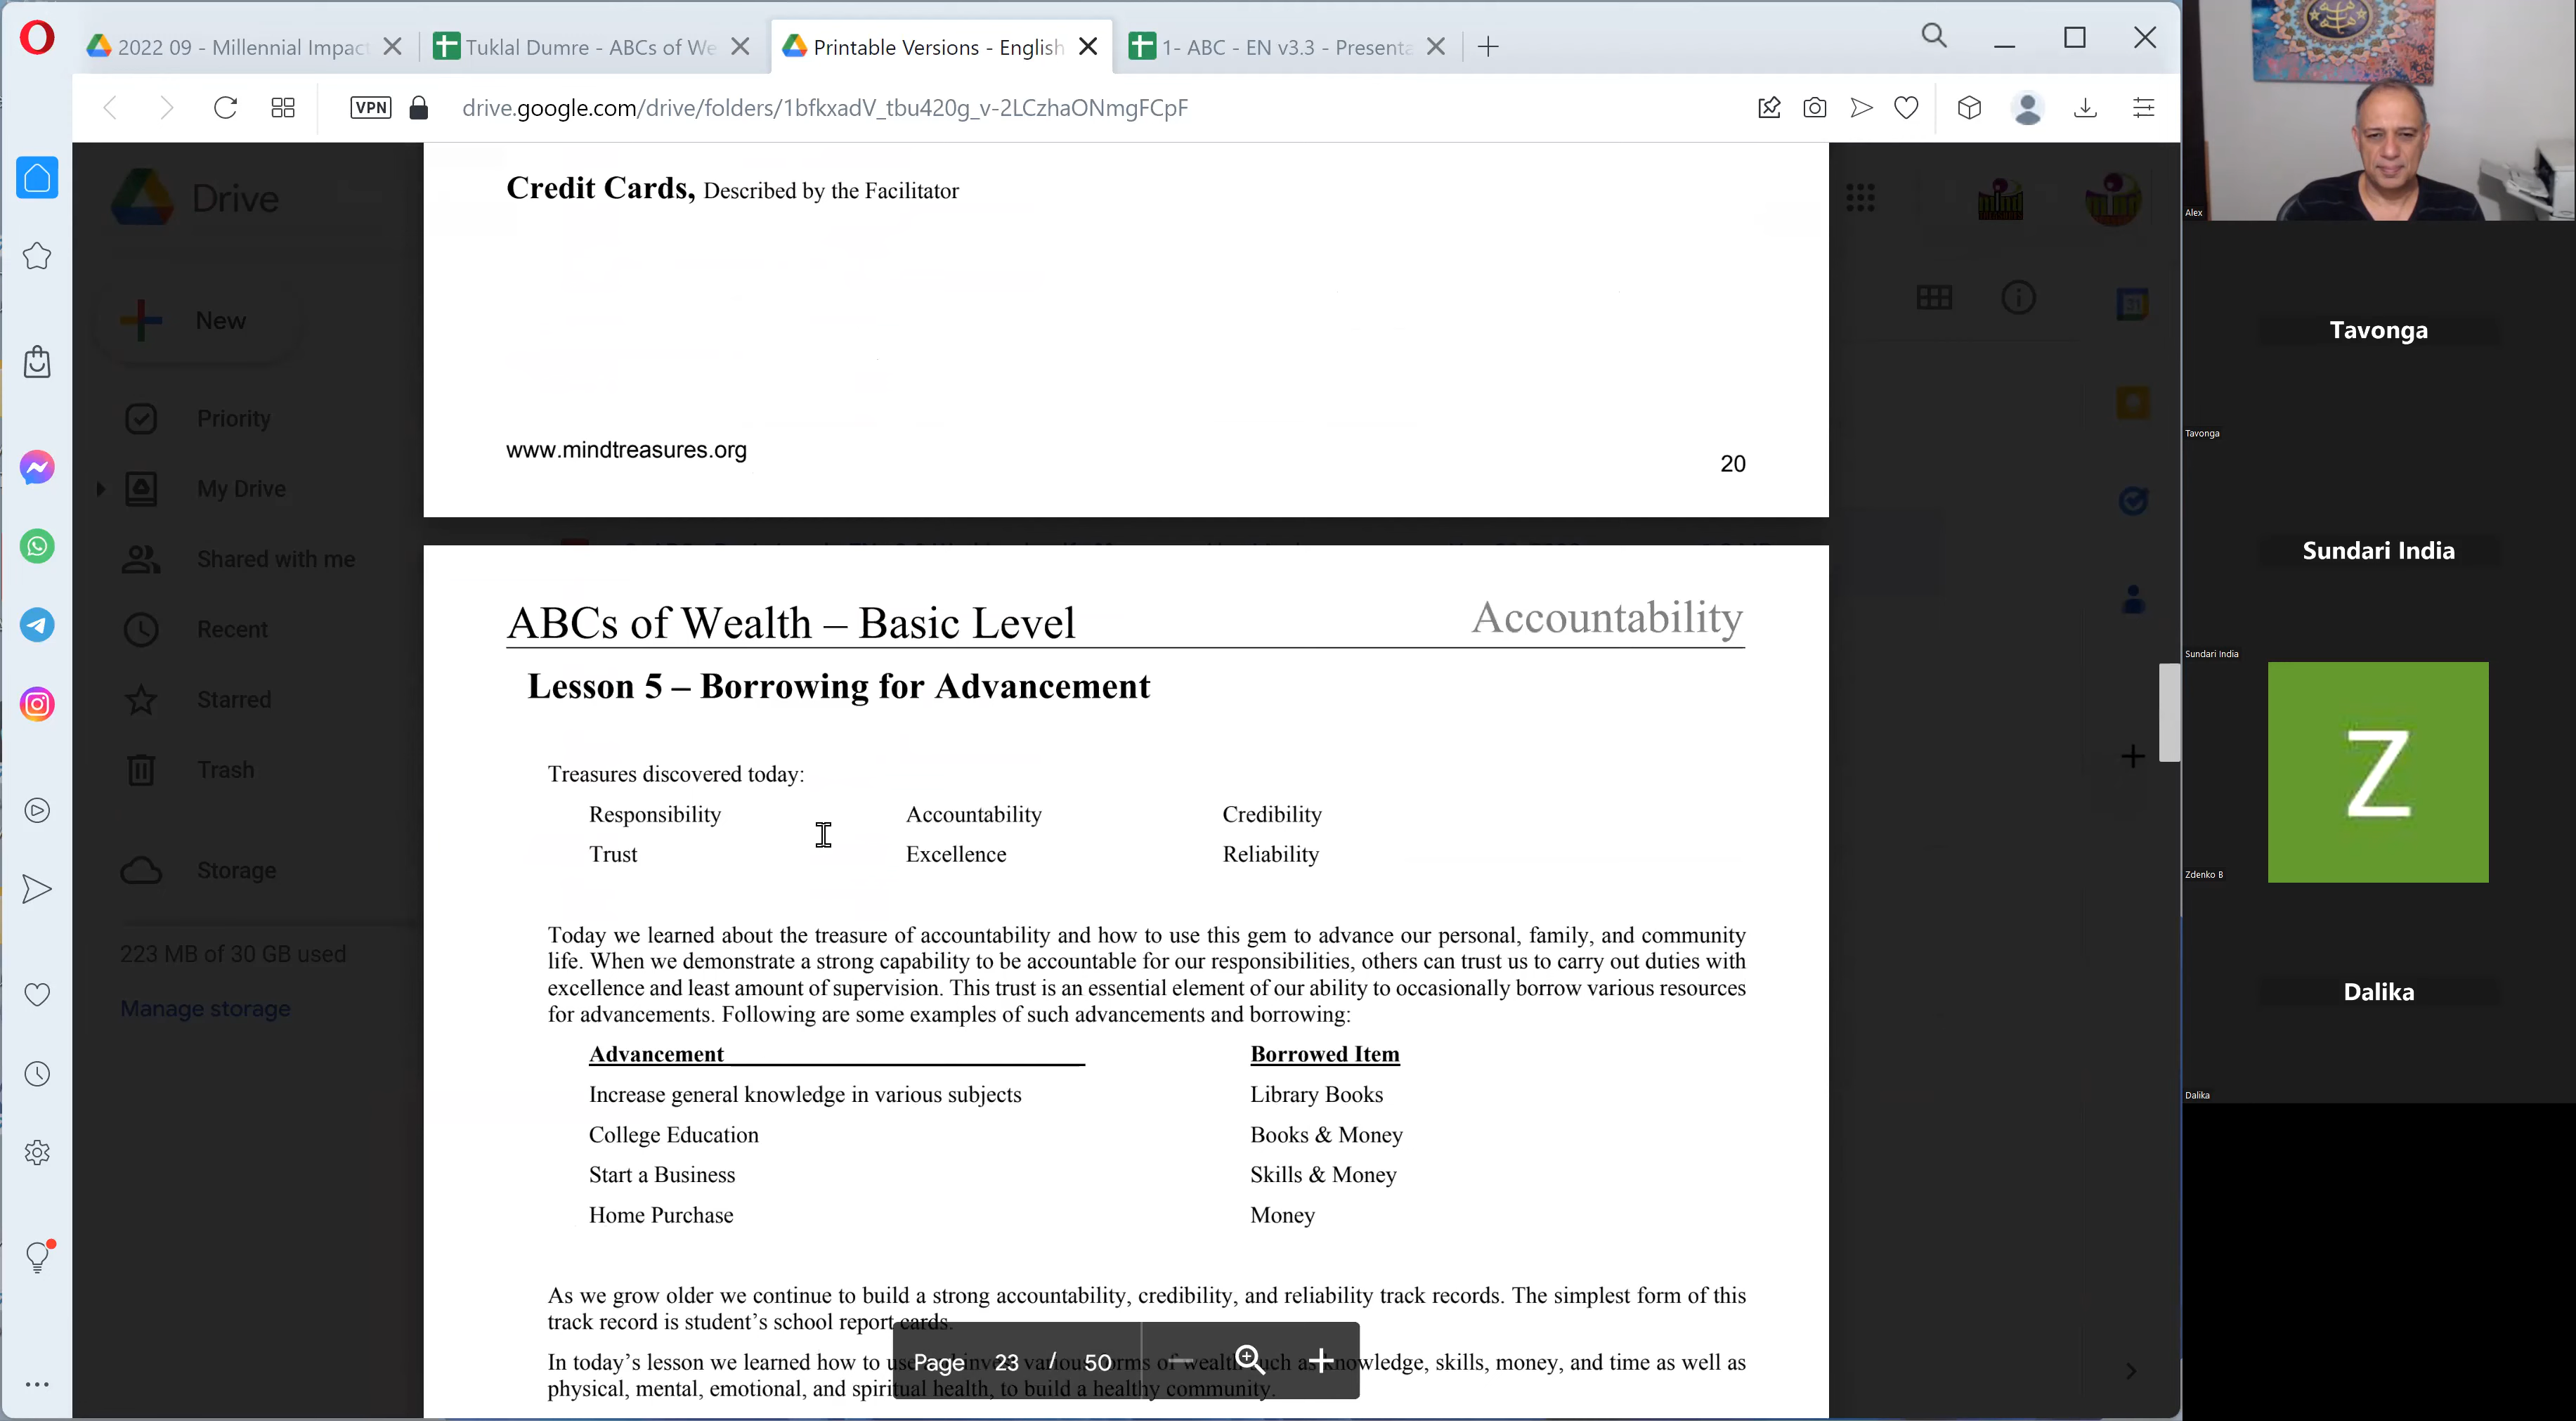 2022 09 - Millennial Impact
Tuklal Dumre - ABCs of We
Printable Versions - English
1- ABC - EN v3.3 - Presenta
VPN
drive.google.com/drive/folders/1bfkxadV_tbu420g_v-2LCzhaONmgFCpF
Drive
New
Priority
My Drive
Shared with me
Recent
Starred
Trash
Storage
223 MB of 30 GB used
Manage storage
Credit Cards, Described by the Facilitator
www.mindtreasures.org
20
ABCs of Wealth – Basic Level
Accountability
Lesson 5 – Borrowing for Advancement
Treasures discovered today:
Responsibility Accountability Credibility
Trust Excellence Reliability
Today we learned about the treasure of accountability and how to use this gem to advance our personal, family, and community
life. When we demonstrate a strong capability to be accountable for our responsibilities, others can trust us to carry out duties with
excellence and least amount of supervision. This trust is an essential element of our ability to occasionally borrow various resources
for advancements. Following are some examples of such advancements and borrowing:
Advancement Borrowed Item
Increase general knowledge in various subjects Library Books
College Education Books & Money
Start a Business Skills & Money
Home Purchase Money
As we grow older we continue to build a strong accountability, credibility, and reliability track records. The simplest form of this
track record is student's school report cards.
In today's lesson we learned how to use invest various forms of wealth such as knowledge, skills, money, and time as well as
physical, mental, emotional, and spiritual health, to build a healthy community.
Page 23 / 50
31
Alex
Tavonga
Tavonga
Sundari India
Sundari India
Z
Zdenko B
Dalika
Dalika